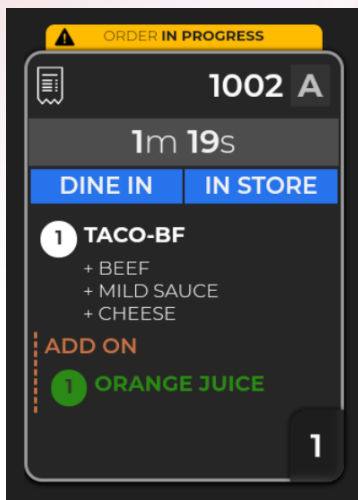 ORDER IN PROGRESS
1002 A
1m 19s
DINE IN IN STORE
1 TACO-BF
+ BEEF
+ MILD SAUCE
+ CHEESE
ADD ON
1 ORANGE JUICE
1